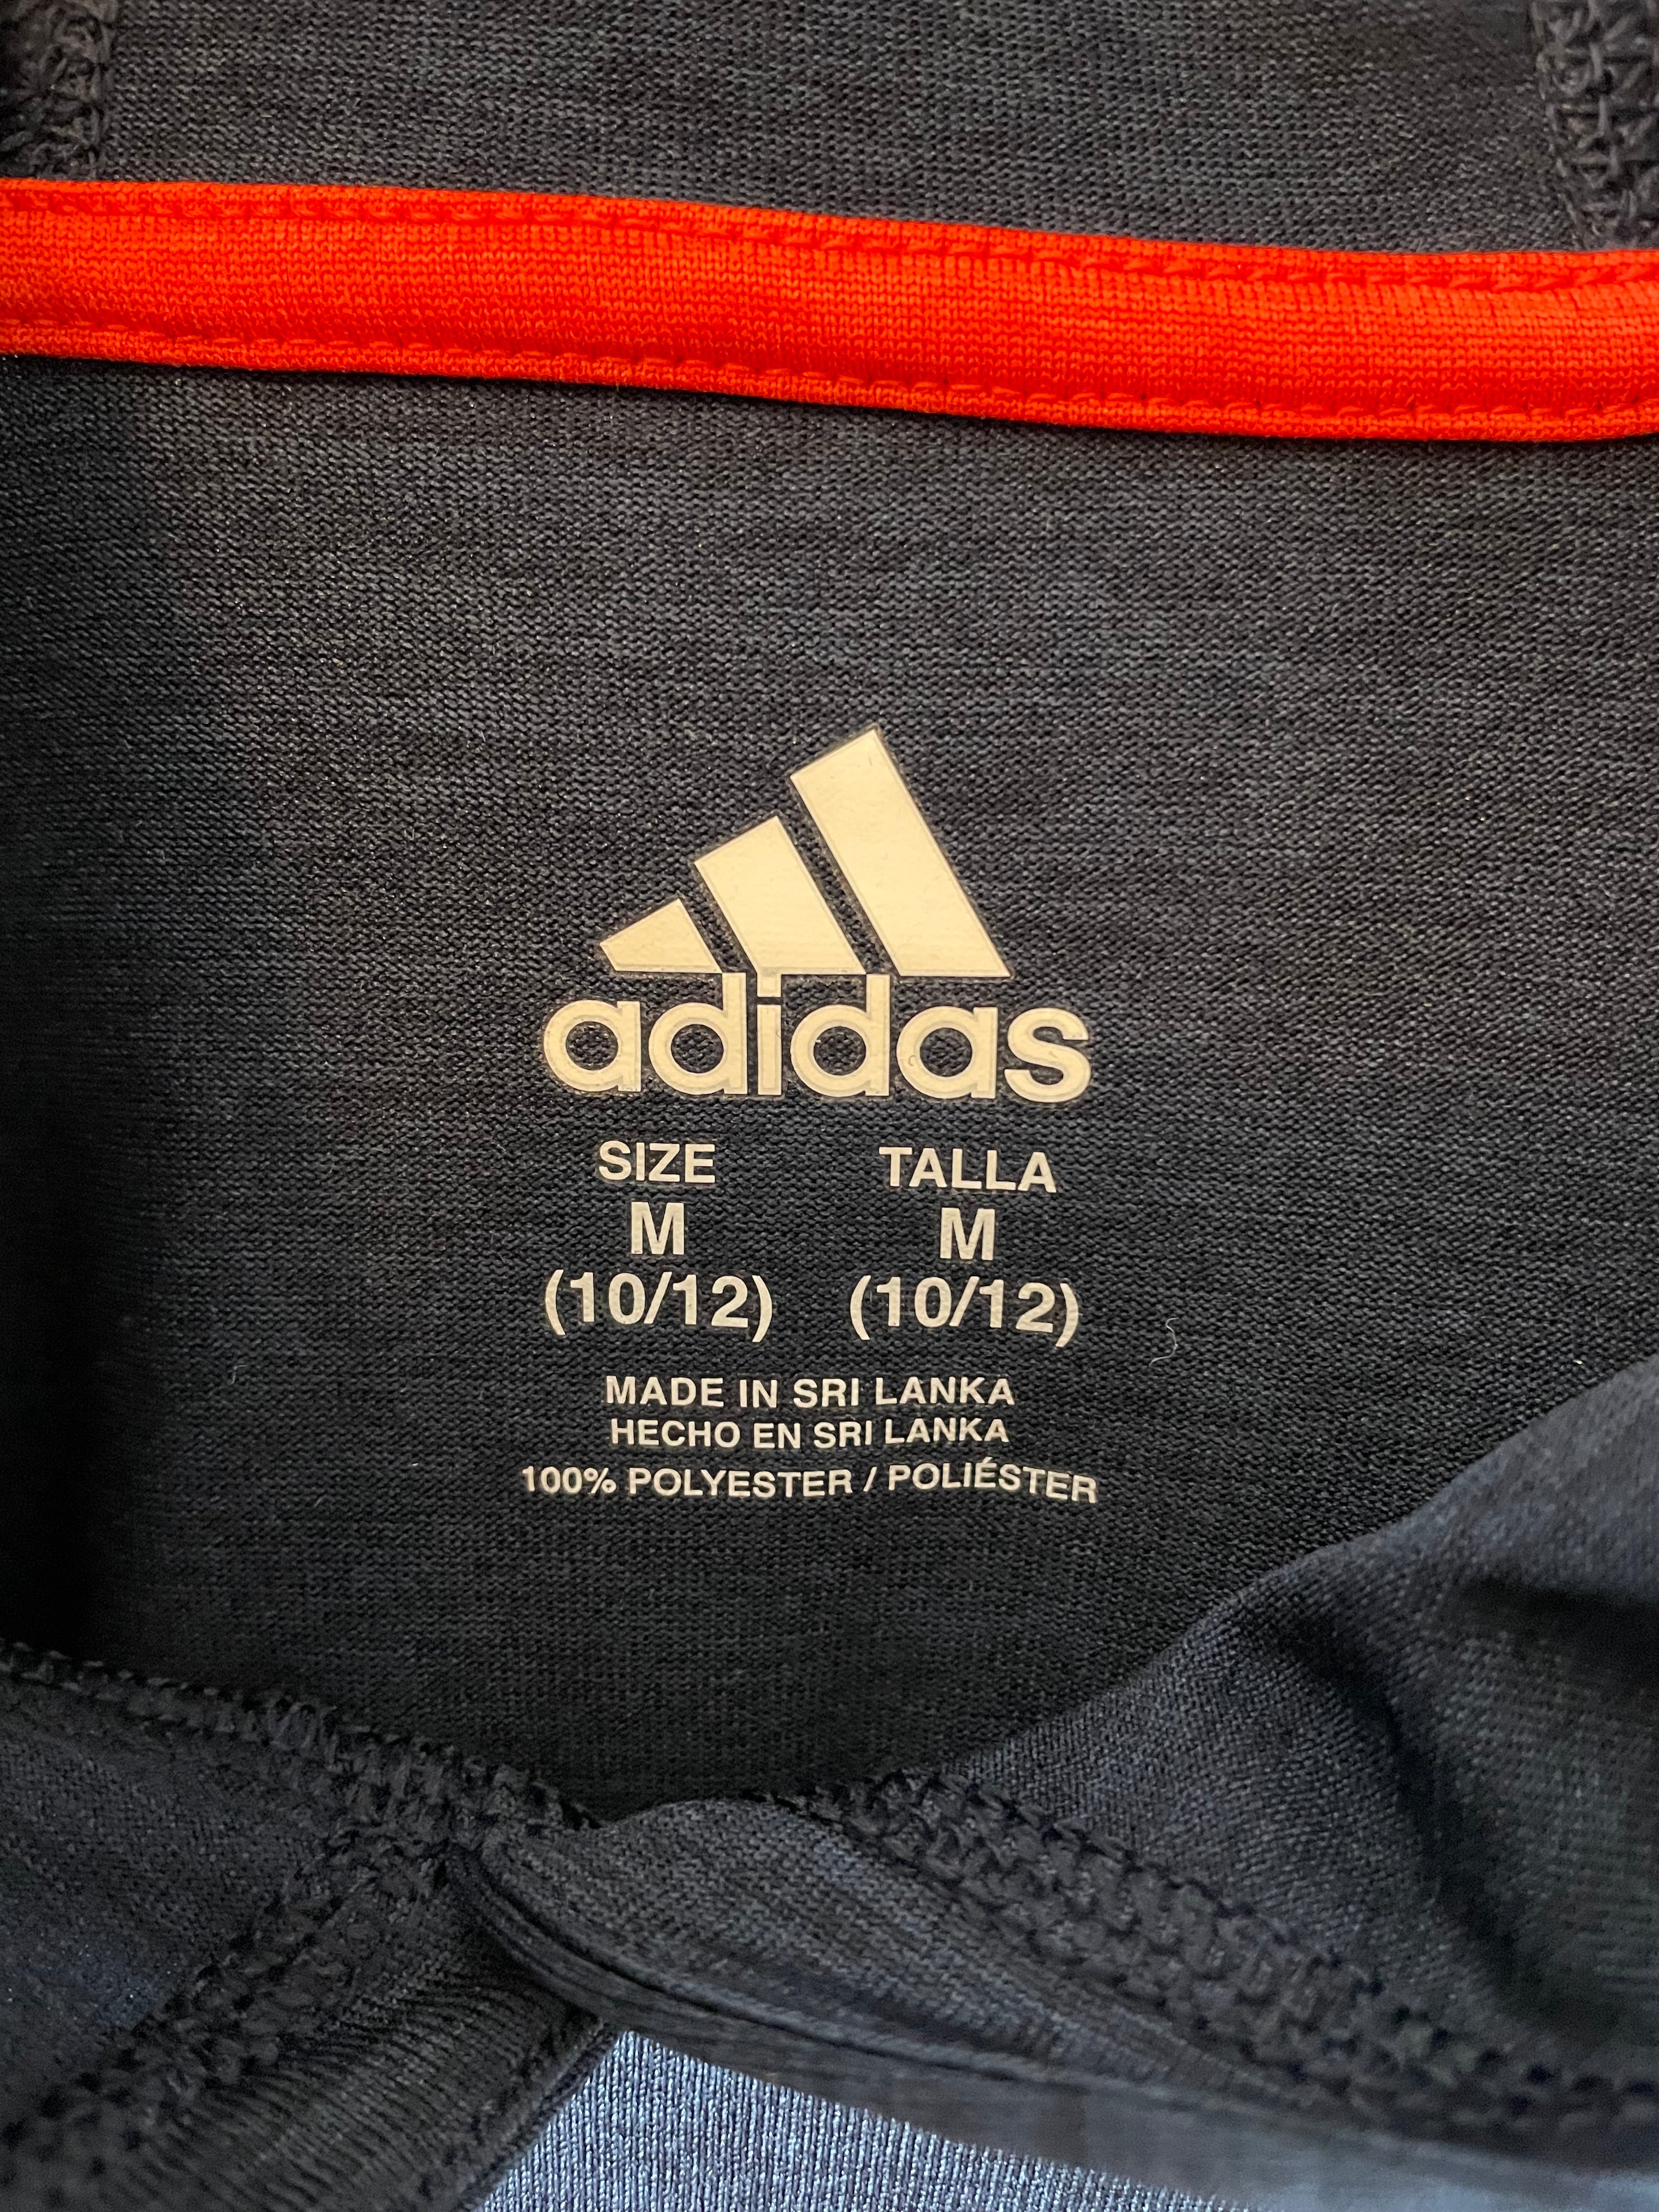 adidas
SIZE TALLA
M M
(10/12) (10/12)
MADE IN SRI LANKA
HECHO EN SRI LANKA
100% POLYESTER / POLIÉSTER